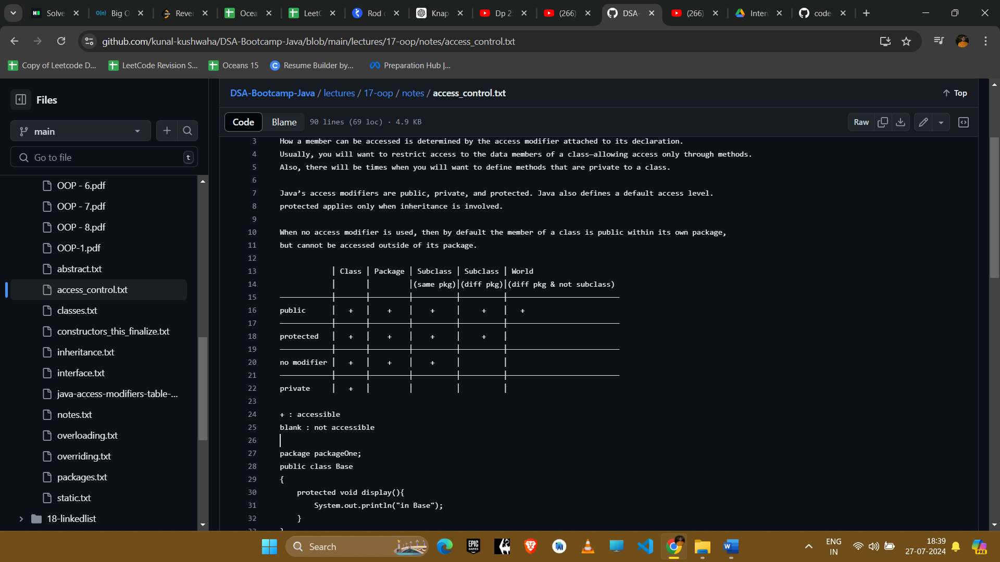 Solve
Big O
Rever
Ocea
LeetC
Rod c
Knap
Dp 2
(266)
DSA-
(266)
Inter
code
github.com/kunal-kushwaha/DSA-Bootcamp-Java/blob/main/lectures/17-oop/notes/access_control.txt
Copy of Leetcode D...
LeetCode Revision S...
Oceans 15
Resume Builder by...
Preparation Hub |...
Files
main
Go to file
t
OOP - 6.pdf
OOP - 7.pdf
OOP - 8.pdf
OOP-1.pdf
abstract.txt
access_control.txt
classes.txt
constructors_this_finalize.txt
inheritance.txt
interface.txt
java-access-modifiers-table-...
notes.txt
overloading.txt
overriding.txt
packages.txt
static.txt
18-linkedlist
DSA-Bootcamp-Java / lectures / 17-oop / notes / access_control.txt
Top
Code Blame 90 lines (69 loc) · 4.9 KB
Raw
3 How a member can be accessed is determined by the access modifier attached to its declaration.
4 Usually, you will want to restrict access to the data members of a class—allowing access only through methods.
5 Also, there will be times when you will want to define methods that are private to a class.
6
7 Java’s access modifiers are public, private, and protected. Java also defines a default access level.
8 protected applies only when inheritance is involved.
9
10 When no access modifier is used, then by default the member of a class is public within its own package,
11 but cannot be accessed outside of its package.
12
13 | Class | Package | Subclass | Subclass | World
14 | | |(same pkg)|(diff pkg)|(diff pkg & not subclass)
15
16 public | + | + | + | + | +
17
18 protected | + | + | + | + |
19
20 no modifier | + | + | + | |
21
22 private | + | | | |
23
24 + : accessible
25 blank : not accessible
26
27 package packageOne;
28 public class Base
29 {
30 protected void display(){
31 System.out.println("in Base");
32 }
Search
EPIC GAMES
ENG
IN
18:39
27-07-2024
PRE